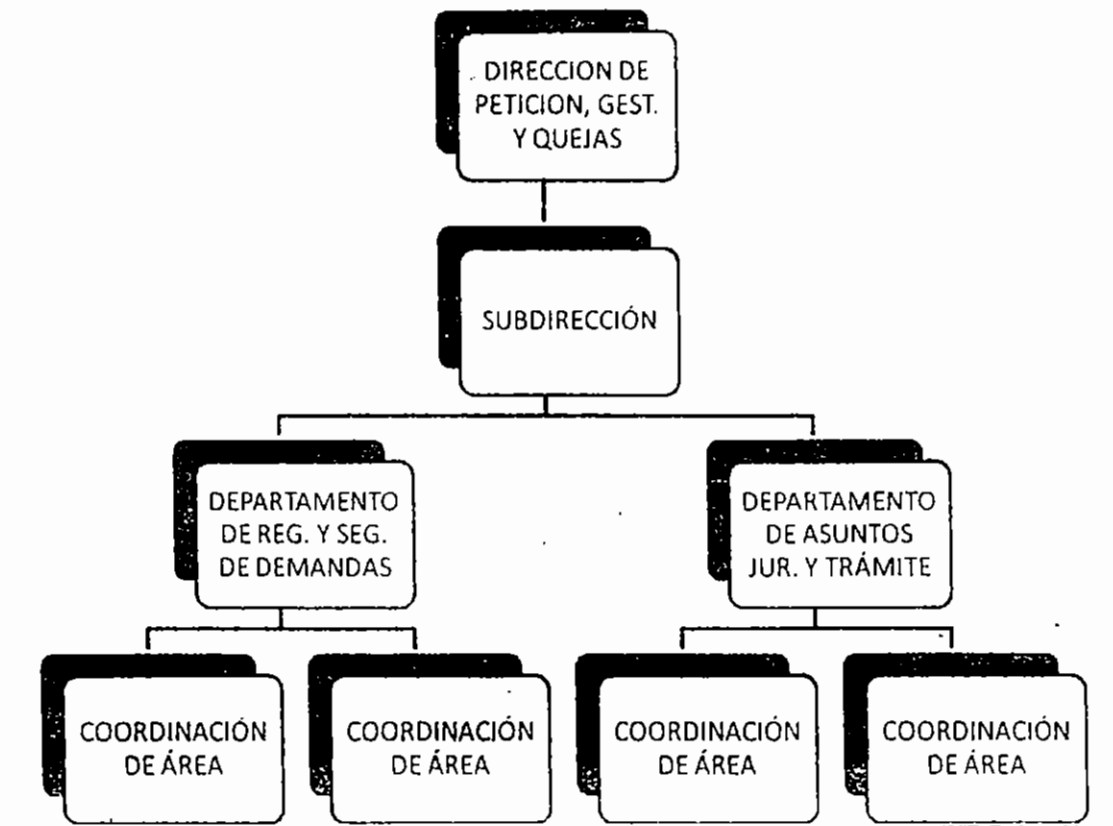 DIRECCION DE
PETICION, GEST.
Y QUEJAS
SUBDIRECCIÓN
DEPARTAMENTO
DE REG. Y SEG.
DE DEMANDAS
DEPARTAMENTO
DE ASUNTOS
JUR. Y TRÁMITE
COORDINACIÓN
DE ÁREA
COORDINACIÓN
DE ÁREA
COORDINACIÓN
DE ÁREA
COORDINACIÓN
DE ÁREA